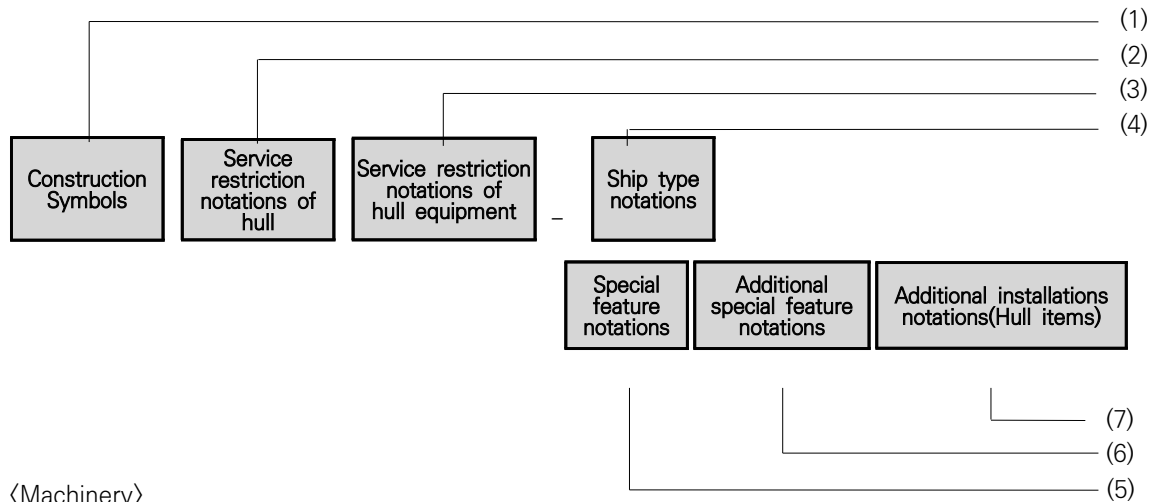 (1)
(2)
(3)
(4)
Construction
Symbols
Service
restriction
notations of
hull
Service restriction
notations of
hull equipment
–
Ship type
notations
Special
feature
notations
Additional
special feature
notations
Additional installations
notations(Hull items)
(7)
(6)
(5)
〈Machinery〉